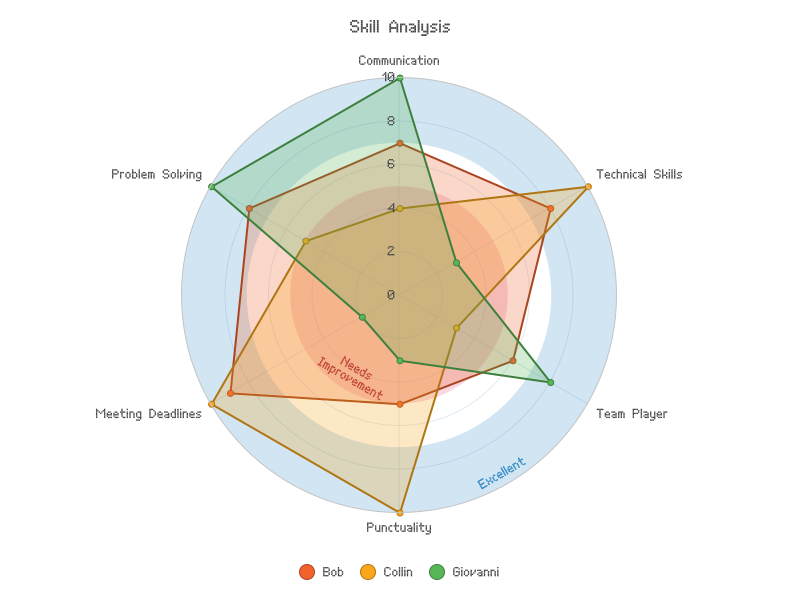 Skill Analysis
Communication
10
8
6
4
2
0
Problem Solving
Technical Skills
Needs
Improvement
Meeting Deadlines
Team Player
Excellent
Punctuality
Bob
Collin
Giovanni